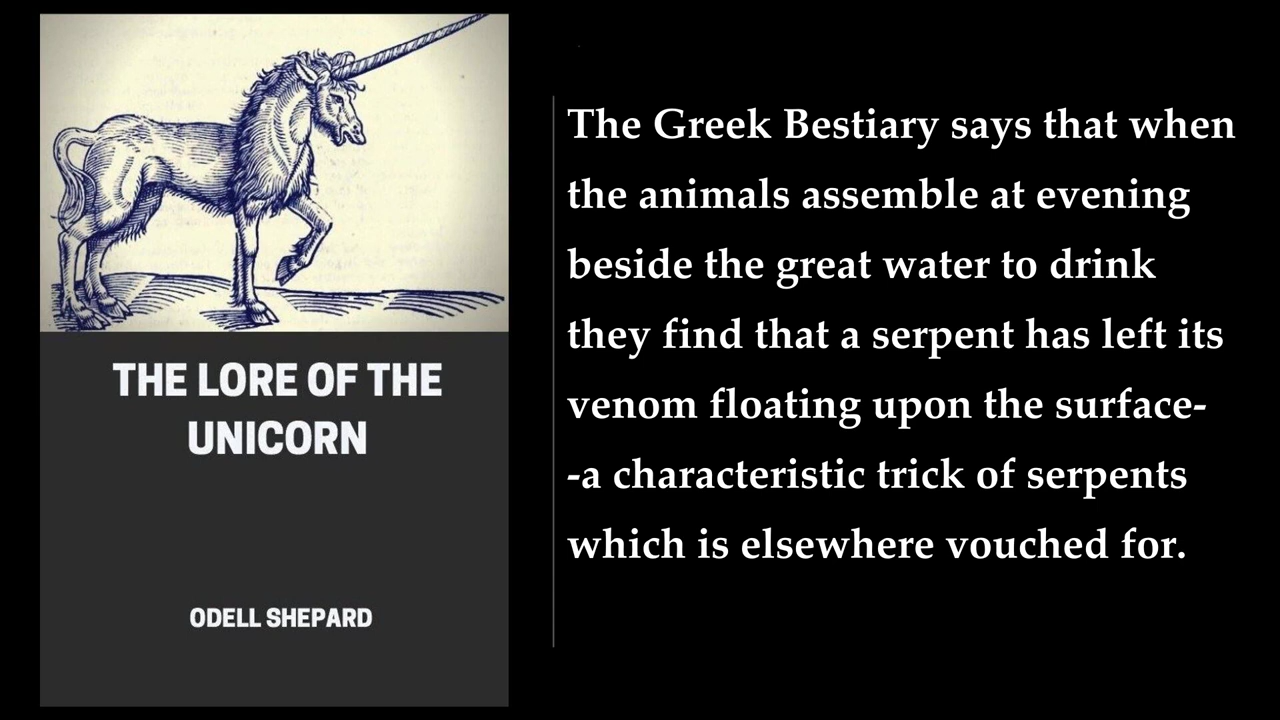 THE LORE OF THE
UNICORN
ODELL SHEPARD
The Greek Bestiary says that when
the animals assemble at evening
beside the great water to drink
they find that a serpent has left its
venom floating upon the surface-
-a characteristic trick of serpents
which is elsewhere vouched for.